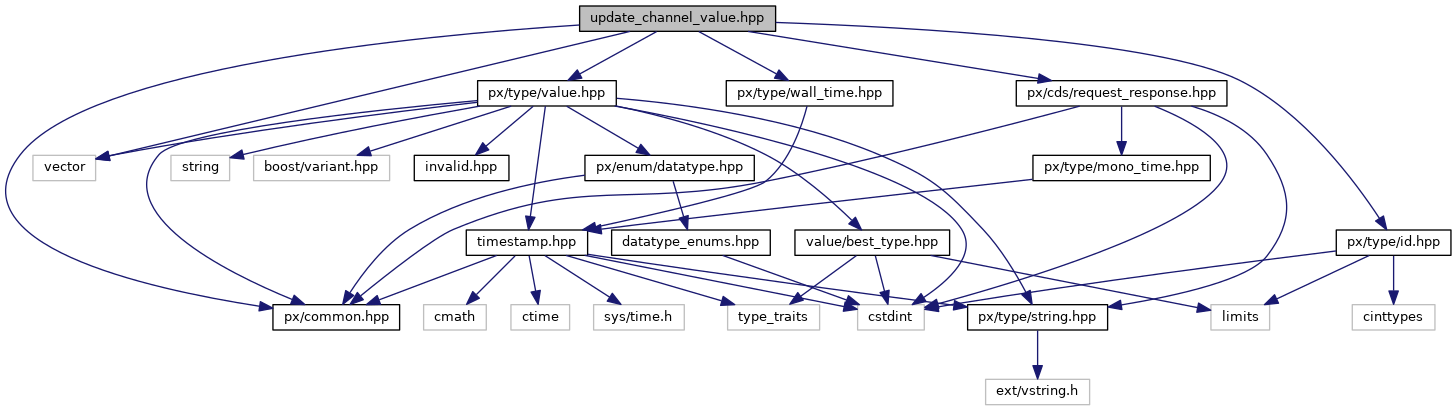 update_channel_value.hpp
px/type/value.hpp
px/type/wall_time.hpp
px/cds/request_response.hpp
vector
string
boost/variant.hpp
invalid.hpp
px/enum/datatype.hpp
px/type/mono_time.hpp
timestamp.hpp
datatype_enums.hpp
value/best_type.hpp
px/type/id.hpp
px/common.hpp
cmath
ctime
sys/time.h
type_traits
cstdint
px/type/string.hpp
limits
cinttypes
ext/vstring.h